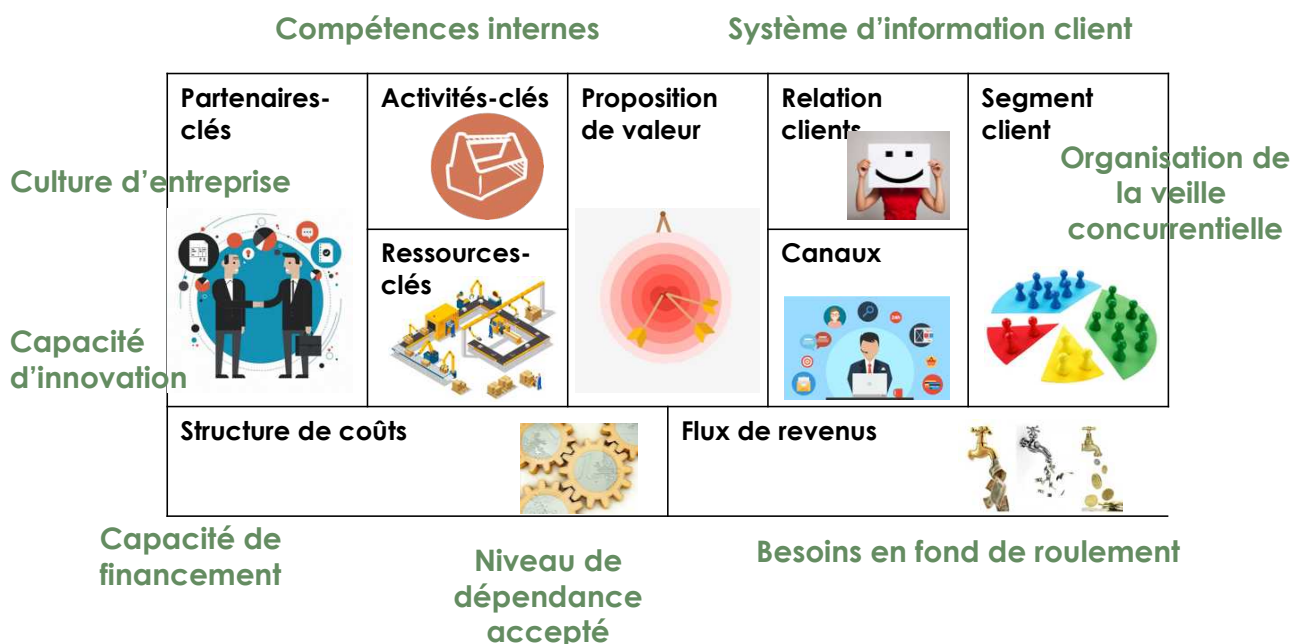 Compétences internes
Système d’information client
Partenaires-
clés
Activités-clés
Proposition
de valeur
Relation
clients
Segment
client
Culture d’entreprise
Organisation de
la veille
concurrentielle
Ressources-
clés
Canaux
Capacité
d’innovation
Structure de coûts
Flux de revenus
Capacité de
financement
Niveau de
dépendance
accepté
Besoins en fond de roulement